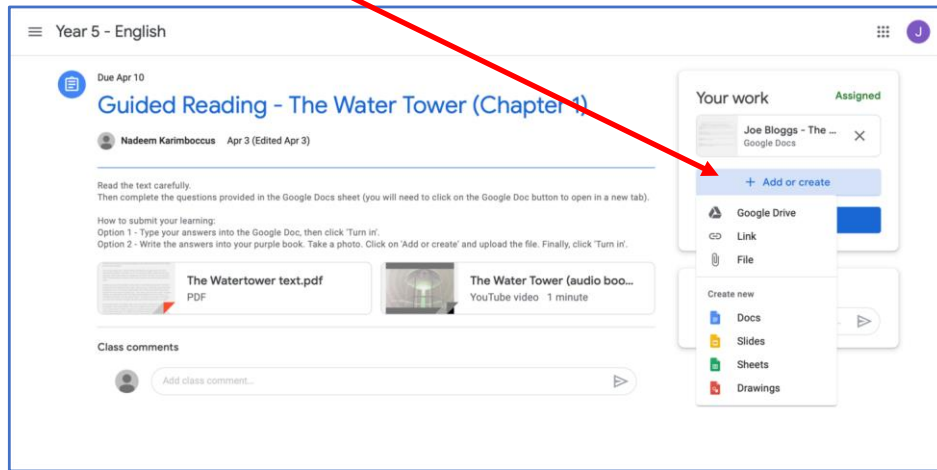 Year 5 - English
J
Due Apr 10
Guided Reading - The Water Tower (Chapter 1)
Nadeem Karimboccus Apr 3 (Edited Apr 3)
Read the text carefully.
Then complete the questions provided in the Google Docs sheet (you will need to click on the Google Doc button to open in a new tab).
How to submit your learning:
Option 1 - Type your answers into the Google Doc, then click 'Turn in'.
Option 2 - Write the answers into your purple book. Take a photo. Click on 'Add or create' and upload the file. Finally, click 'Turn in'.
The Watertower text.pdf
PDF
The Water Tower (audio boo...
YouTube video 1 minute
Class comments
Add class comment...
Your work Assigned
Joe Bloggs - The ...
Google Docs
+ Add or create
Google Drive
Link
File
Create new
Docs
Slides
Sheets
Drawings